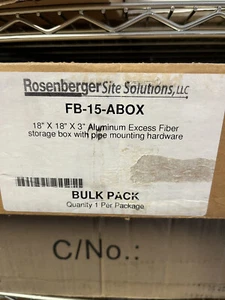 Rosenberger Site Solutions, LLC
FB-15-ABOX
18" X 18" X 3" Aluminum Excess Fiber
storage box with pipe mounting hardware
BULK PACK
Quantity 1 Per Package
C/No.: